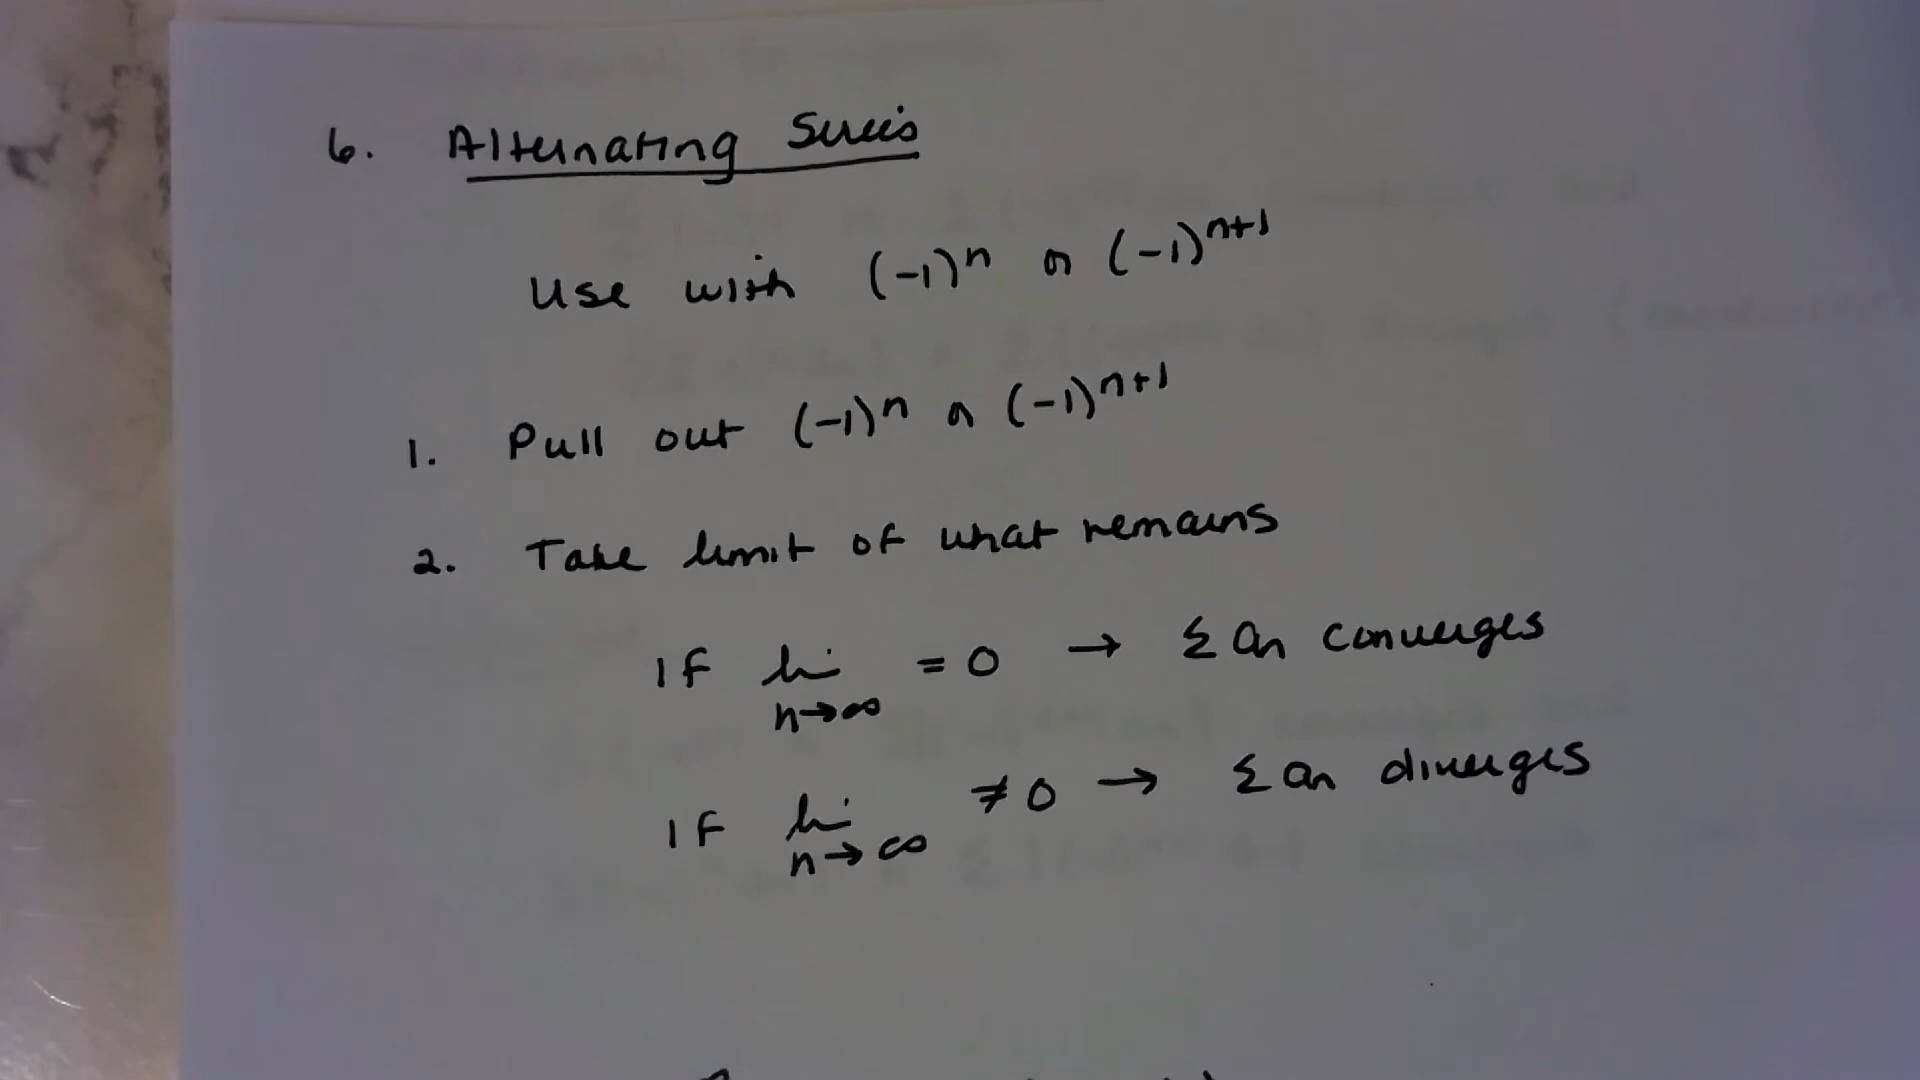 6. Alternating Series
Use with (-1)^n or (-1)^{n+1}
1. Pull out (-1)^n or (-1)^{n+1}
2. Take limit of what remains
IF lim n→∞ = 0 → Σ an converges
IF lim n→∞ ≠ 0 → Σ an diverges